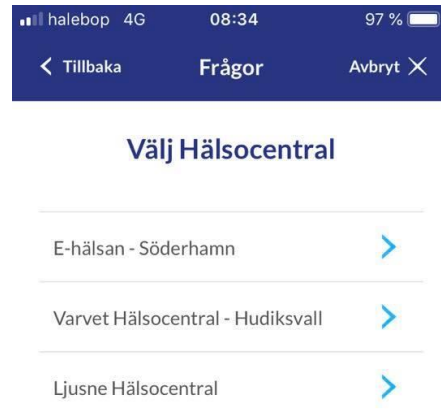 halebop 4G 08:34 97 %
Tillbaka Frågor Avbryt
Välj Hälsocentral
E-hälsan - Söderhamn
Varvet Hälsocentral - Hudiksvall
Ljusne Hälsocentral